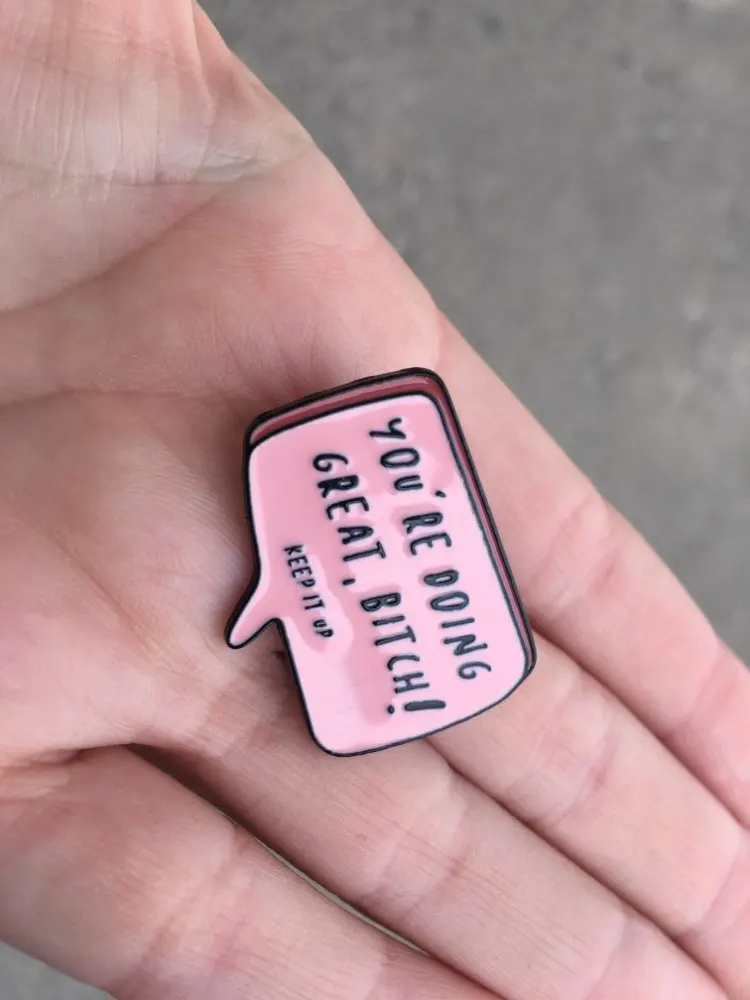 YOU'RE DOING
GREAT, BITCH!
KEEP IT UP